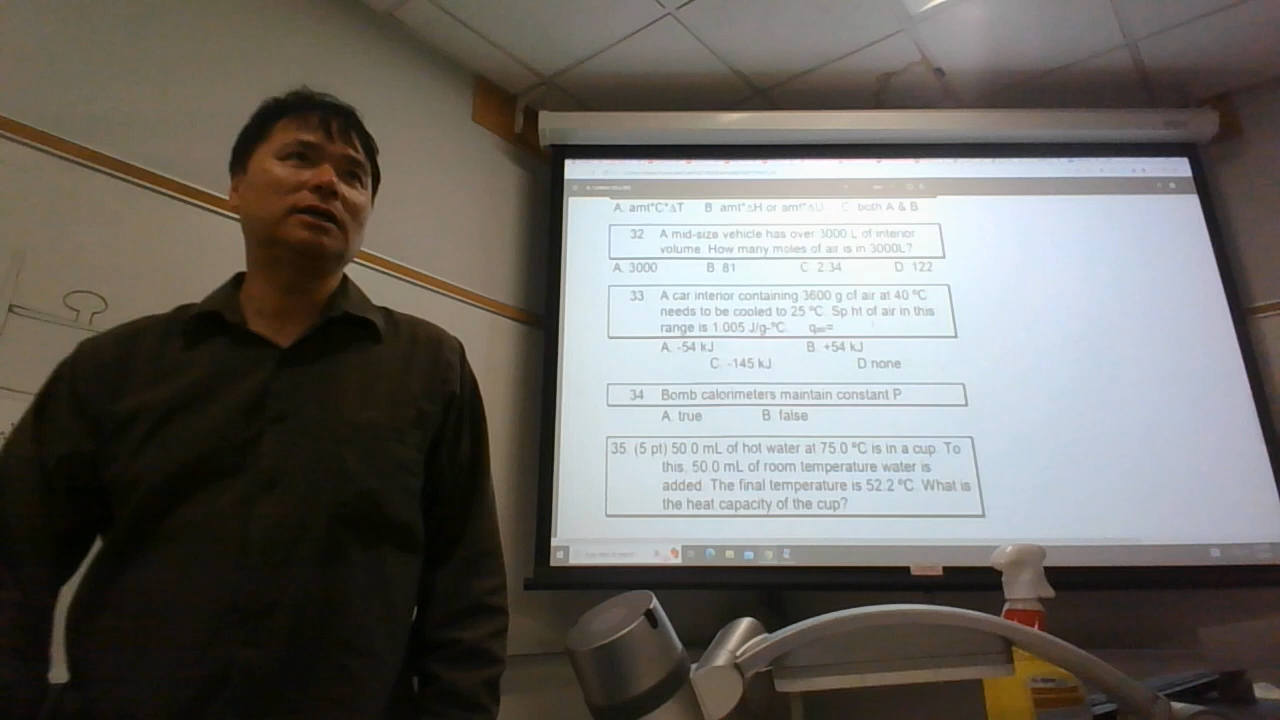 A. amt*C*ΔT B amt*ΔH or amt*ΔU C both A & B
32 A mid-size vehicle has over 3000 L of interior
volume. How many moles of air is in 3000L?
A. 3000 B 81 C 2.34 D 122
33 A car interior containing 3600 g of air at 40 ºC
needs to be cooled to 25 ºC. Sp ht of air in this
range is 1.005 J/g-ºC. q =
A. -54 kJ B. +54 kJ
C. -145 kJ D none
34 Bomb calorimeters maintain constant P
A. true B. false
35 (5 pt) 50.0 mL of hot water at 75.0 ºC is in a cup. To
this, 50.0 mL of room temperature water is
added. The final temperature is 52.2 ºC. What is
the heat capacity of the cup?